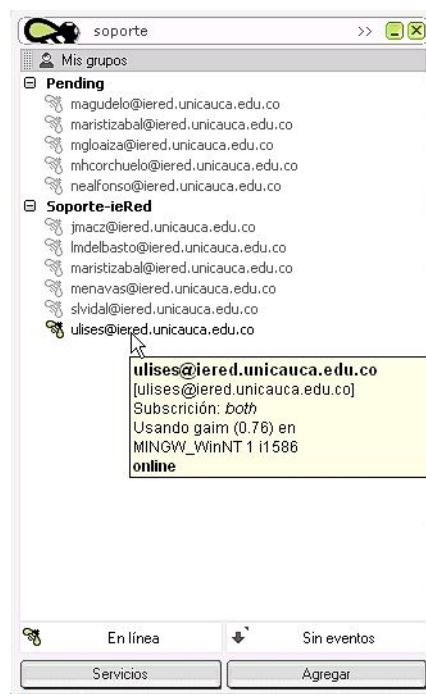 soporte >>
Mis grupos
Pending
magudelo@iered.unicauca.edu.co
maristizabal@iered.unicauca.edu.co
mgloaiza@iered.unicauca.edu.co
mhcorchuelo@iered.unicauca.edu.co
nealfonso@iered.unicauca.edu.co
Soporte-ieRed
jmacz@iered.unicauca.edu.co
lmdelbasto@iered.unicauca.edu.co
maristizabal@iered.unicauca.edu.co
menavas@iered.unicauca.edu.co
slvidal@iered.unicauca.edu.co
ulises@iered.unicauca.edu.co
ulises@iered.unicauca.edu.co
[ulises@iered.unicauca.edu.co]
Subscrición: both
Usando gaim (0.76) en
MINGW_WinNT 1 i1586
online
En línea Sin eventos
Servicios Agregar